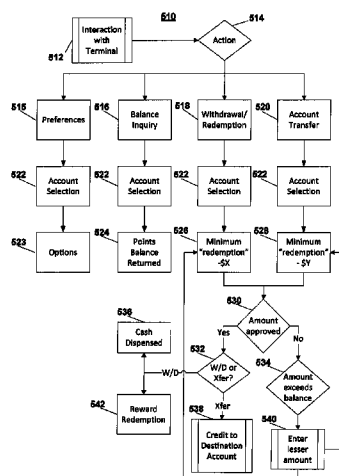 510
Interaction
with
Terminal
512
Action
514
515
Preferences
516
Balance
Inquiry
518
Withdrawal/
Redemption
520
Account
Transfer
522
Account
Selection
522
Account
Selection
522
Account
Selection
522
Account
Selection
523
Options
524
Points
Balance
Returned
526
Minimum
"redemption"
-$X
528
Minimum
"redemption"
- $Y
530
Amount
approved
Yes
No
536
Cash
Dispensed
532
W/D or
Xfer?
W/D
Xfer
534
Amount
exceeds
balance
542
Reward
Redemption
538
Credit to
Destination
Account
540
Enter
lesser
amount